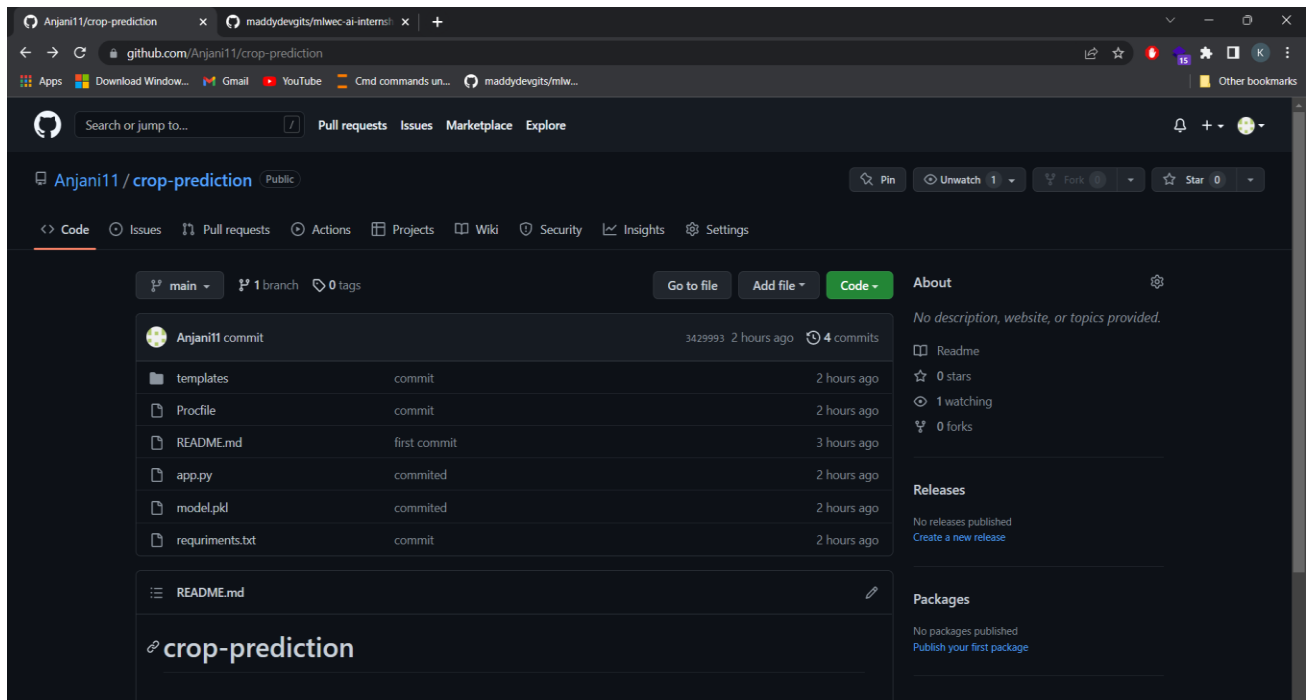 Anjani11/crop-prediction maddydevgits/mlwec-ai-internsh
github.com/Anjani11/crop-prediction K 15
Apps Download Window... Gmail YouTube Cmd commands un... maddydevgits/mlw... Other bookmarks
Search or jump to... / Pull requests Issues Marketplace Explore
Anjani11 / crop-prediction Public Pin Unwatch 1 Fork 0 Star 0
Code Issues Pull requests Actions Projects Wiki Security Insights Settings
main 1 branch 0 tags Go to file Add file Code
Anjani11 commit 3429993 2 hours ago 4 commits
templates commit 2 hours ago
Procfile commit 2 hours ago
README.md first commit 3 hours ago
app.py commited 2 hours ago
model.pkl commited 2 hours ago
requriments.txt commit 2 hours ago
README.md
crop-prediction
About
No description, website, or topics provided.
Readme
0 stars
1 watching
0 forks
Releases
No releases published
Create a new release
Packages
No packages published
Publish your first package